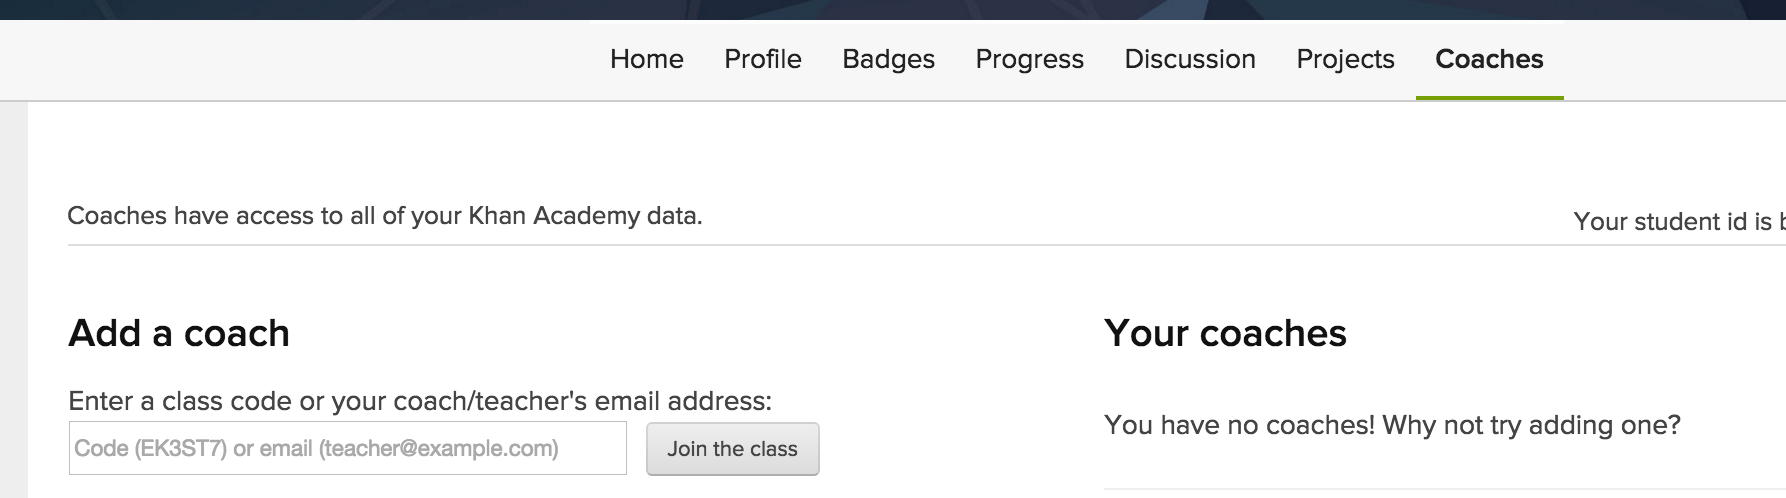 Home Profile Badges Progress Discussion Projects Coaches
Coaches have access to all of your Khan Academy data.
Your student id is
Add a coach
Enter a class code or your coach/teacher's email address:
Code (EK3ST7) or email (teacher@example.com)
Join the class
Your coaches
You have no coaches! Why not try adding one?